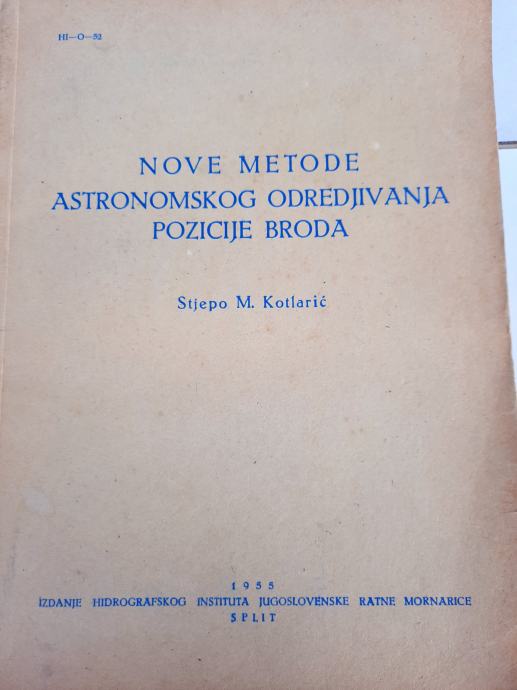 HI—O—52
NOVE METODE
ASTRONOMSKOG ODREDJIVANJA
POZICIJE BRODA
Stjepo M. Kotlarić
1955
IZDANJE HIDROGRAFSKOG INSTITUTA JUGOSLOVENSKE RATNE MORNARICE
SPLIT